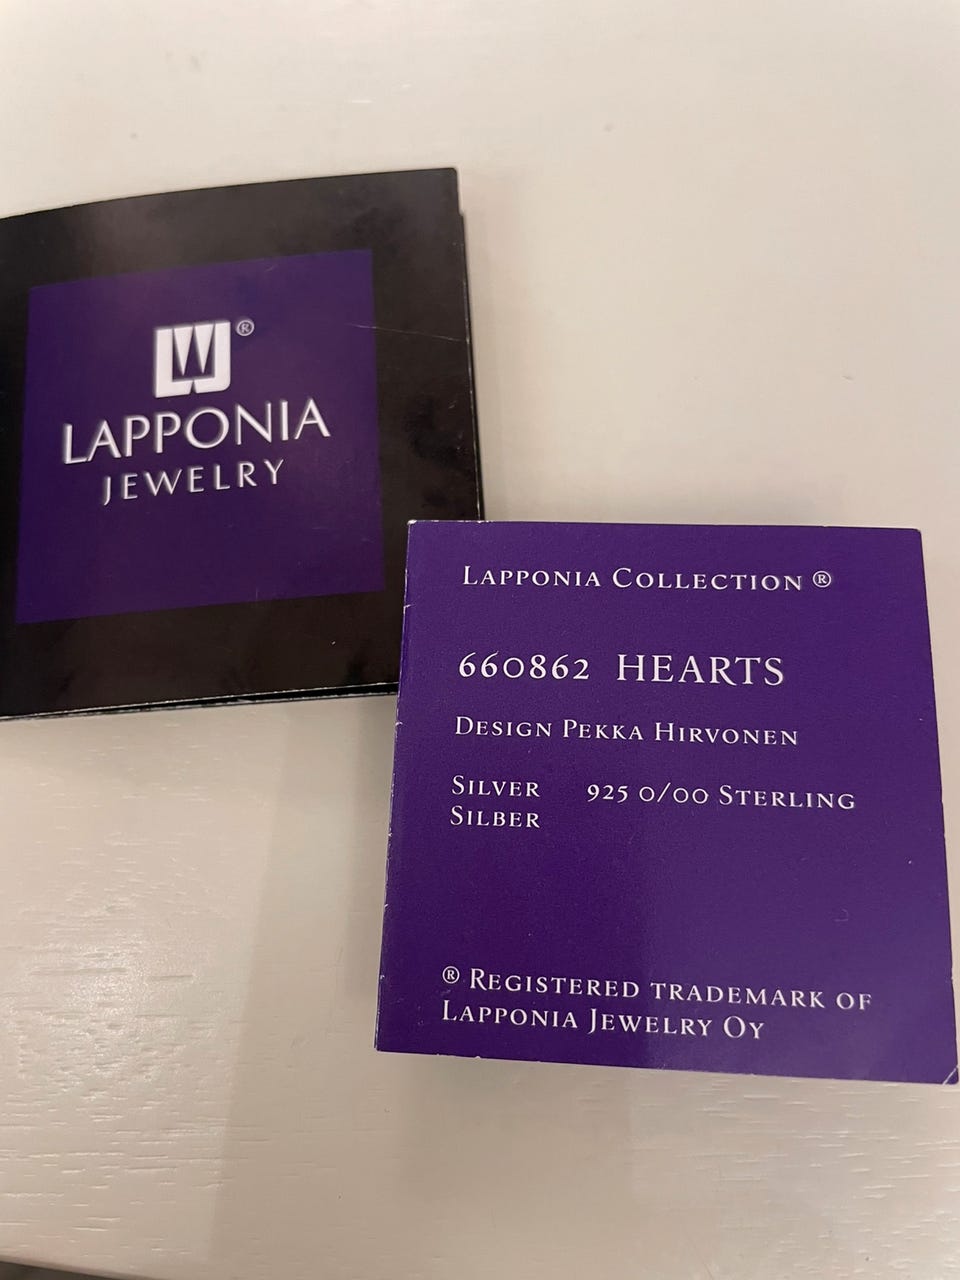 ®
LAPPONIA
JEWELRY
LAPPONIA COLLECTION ®
660862 HEARTS
DESIGN PEKKA HIRVONEN
SILVER 925 0/00 STERLING
SILBER
® REGISTERED TRADEMARK OF
LAPPONIA JEWELRY OY